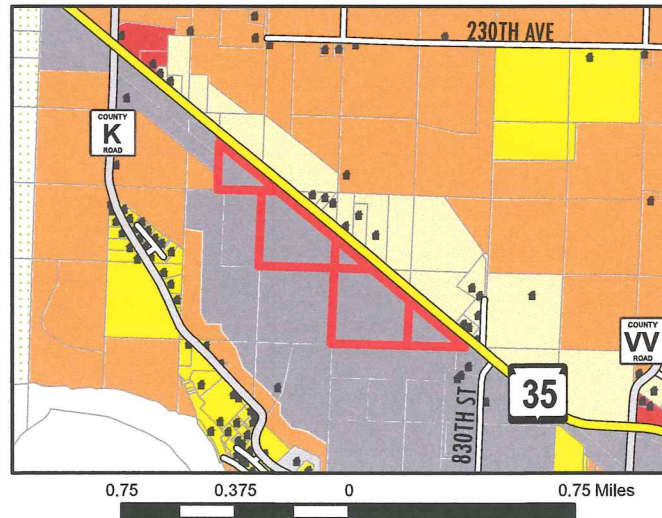 230TH AVE
COUNTY
K
ROAD
COUNTY
VV
ROAD
35
830TH ST
0.75 0.375 0 0.75 Miles